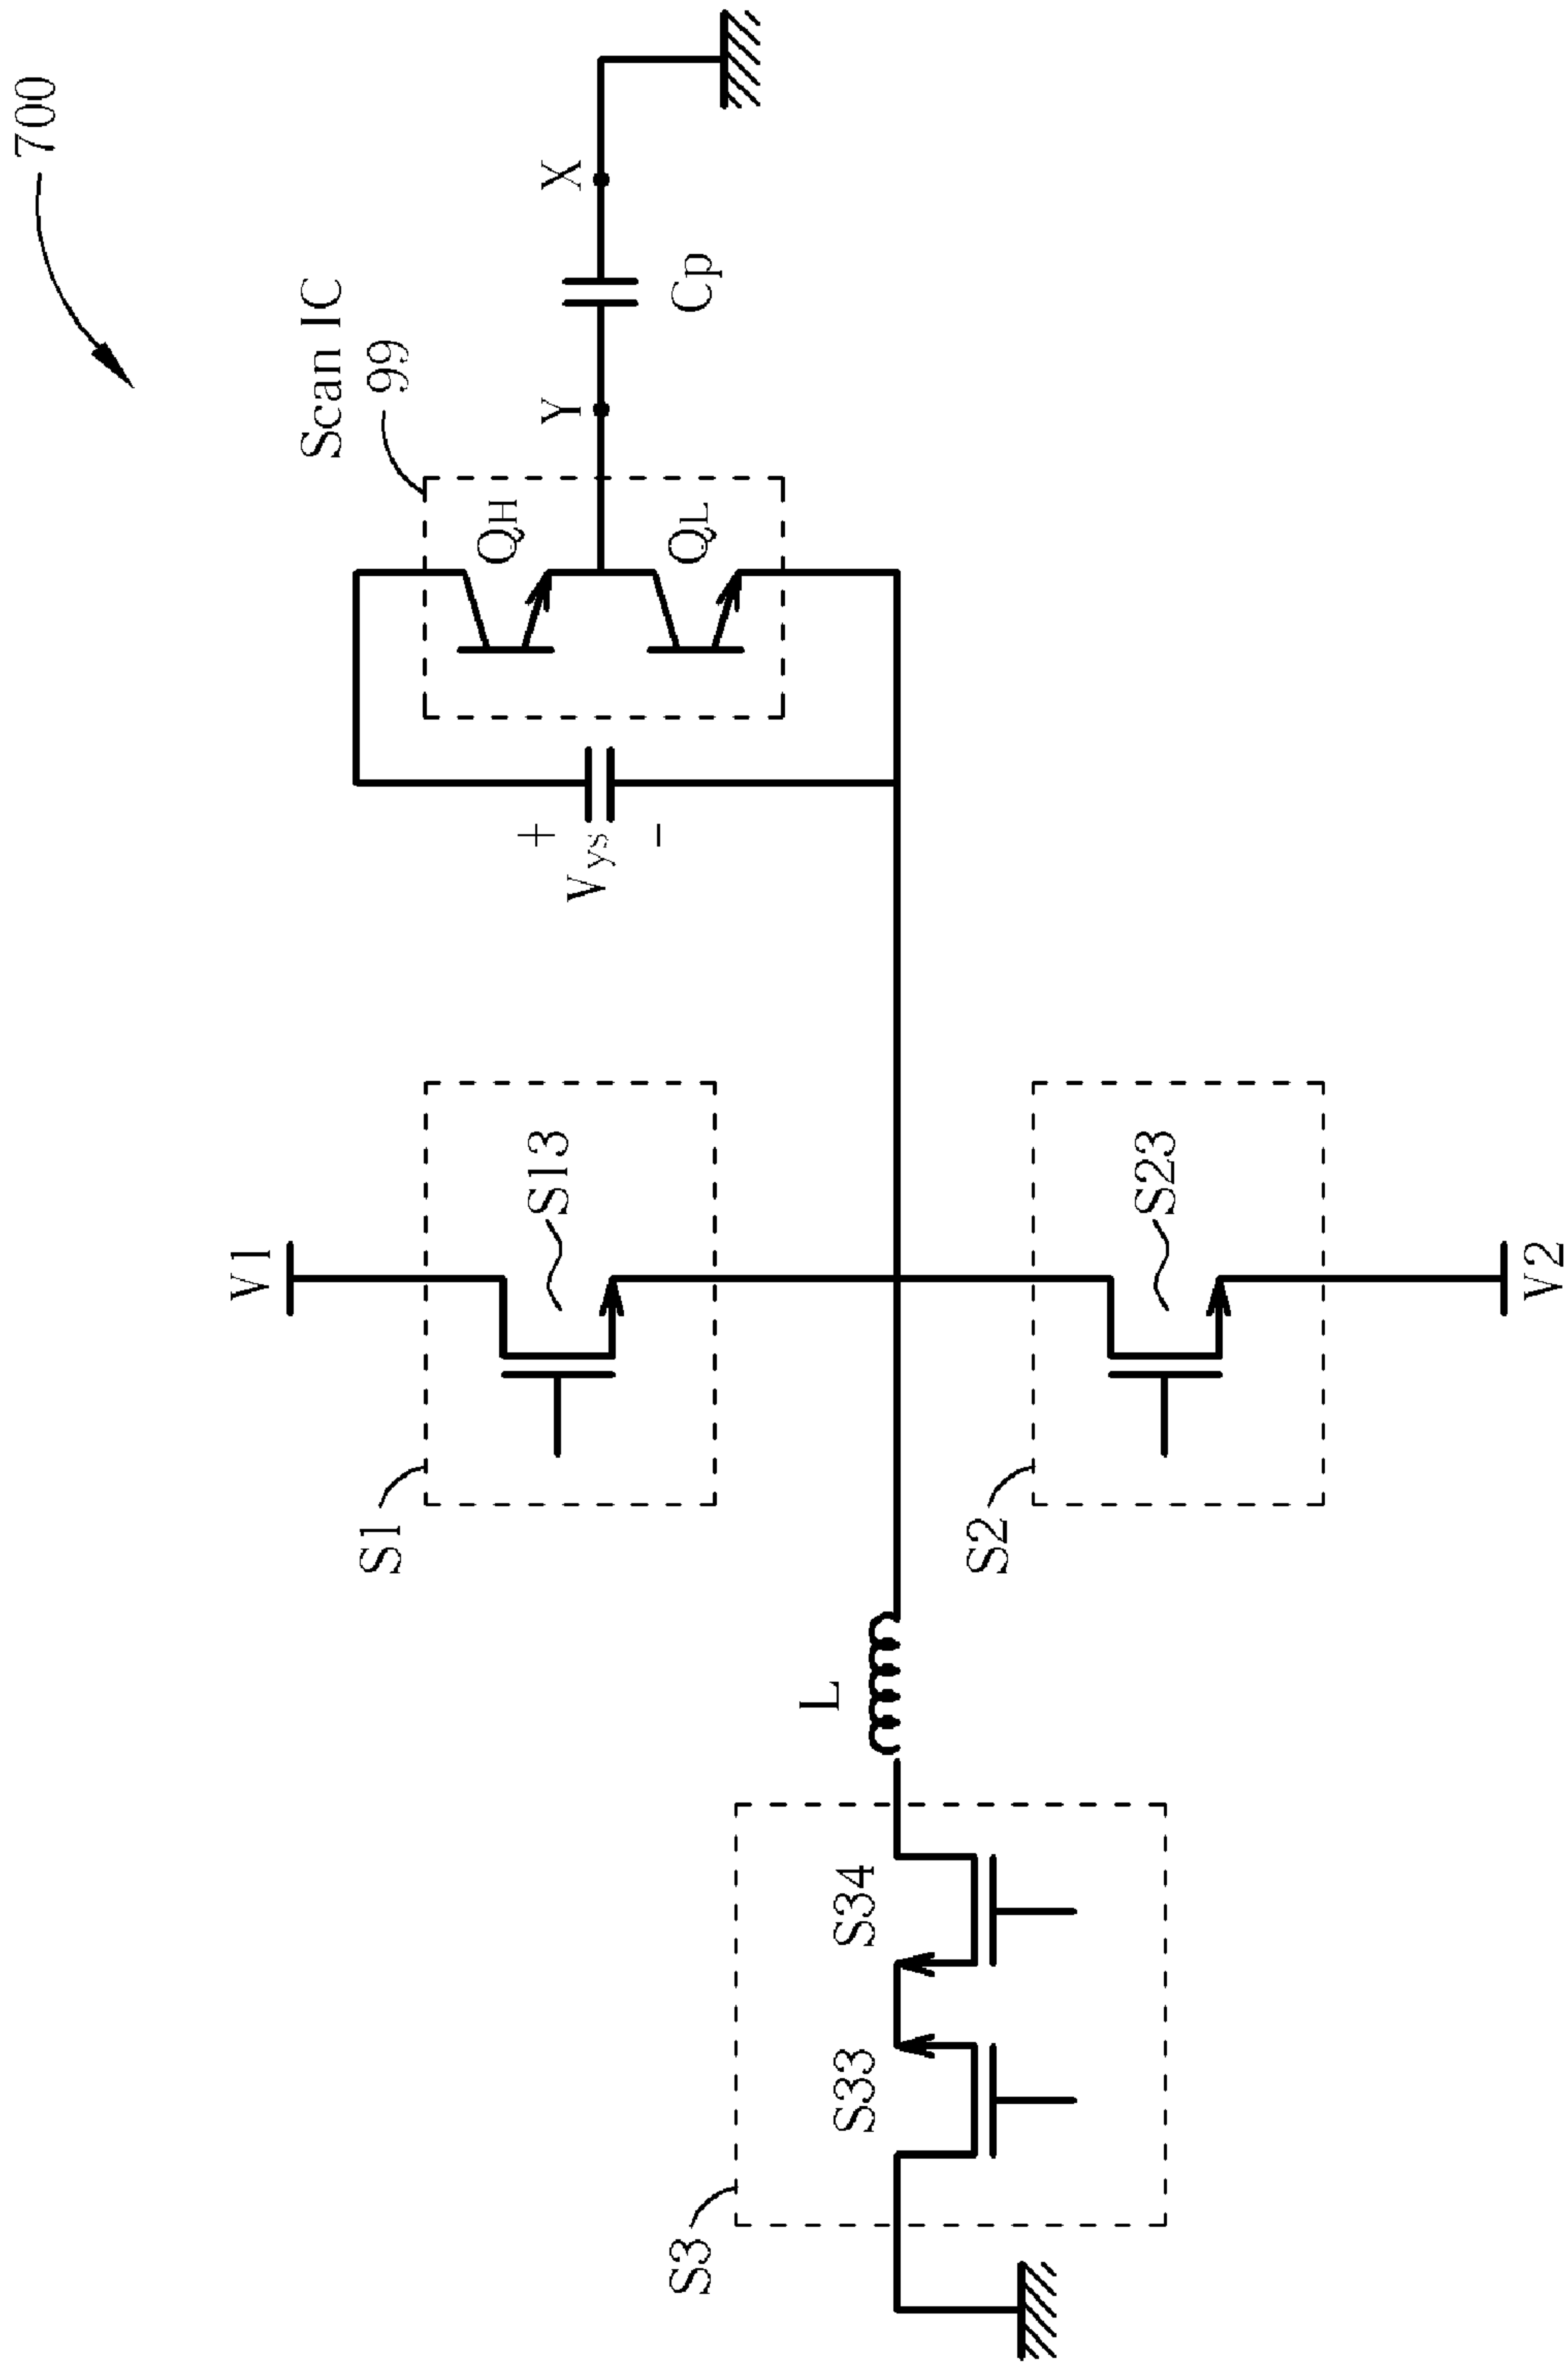 700
Scan IC
99
V1
S1
S13
QH
QL
Y
X
Cp
+
Vys
-
L
S3
S33
S34
S2
S23
V2